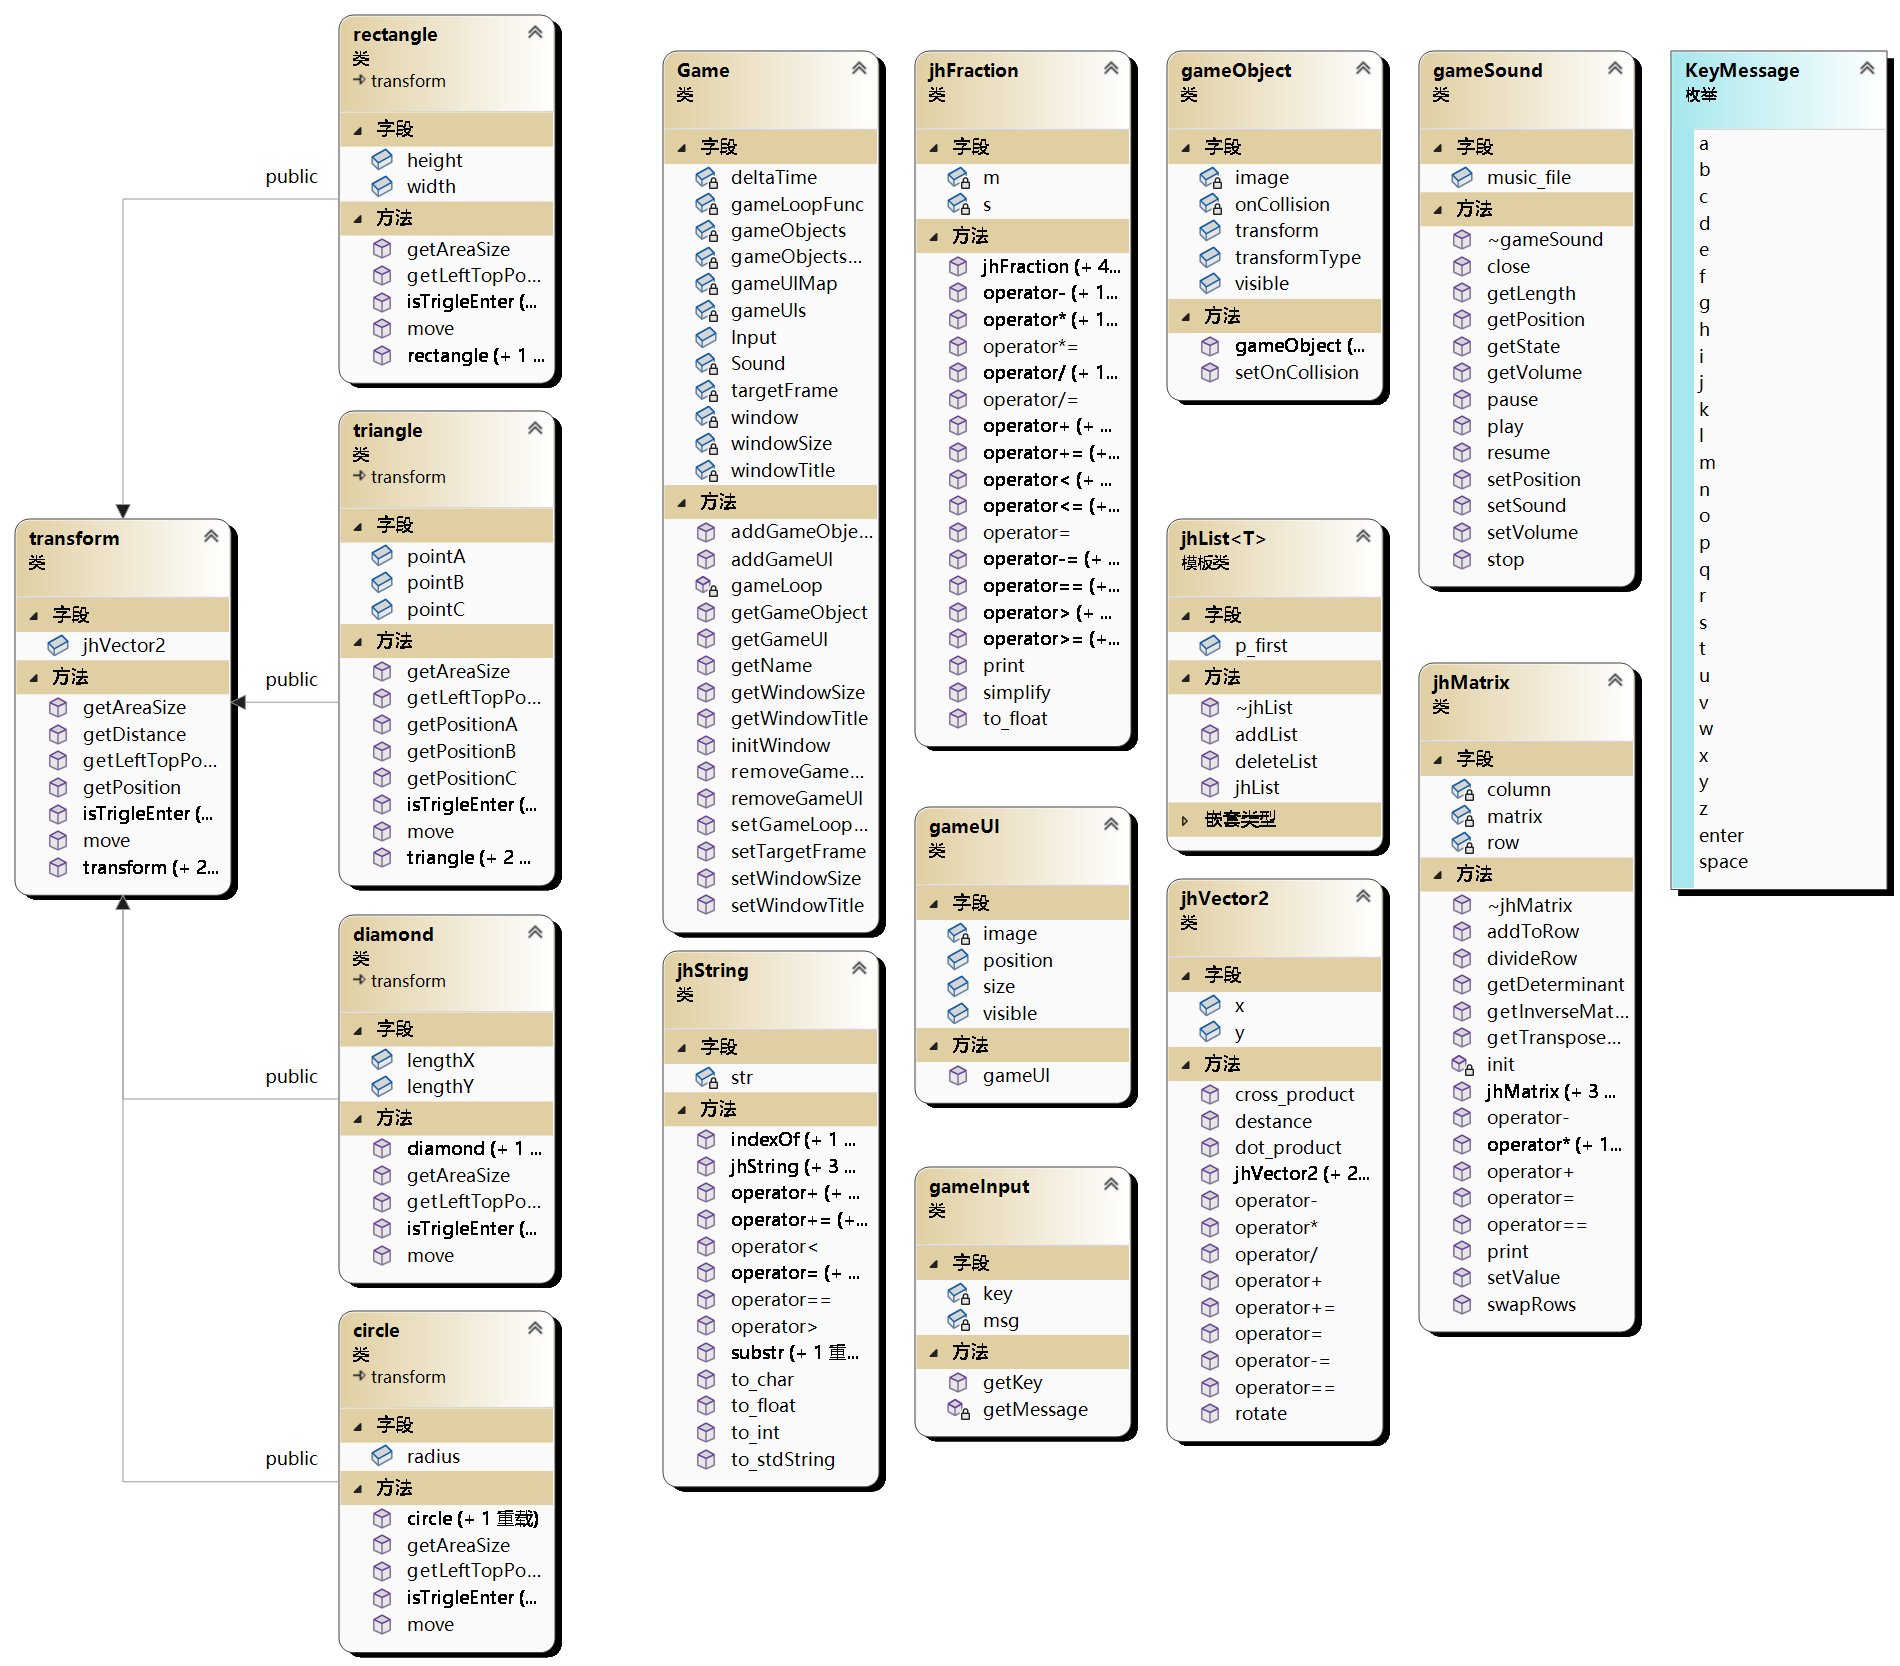 rectangle
类
transform
字段
height
width
方法
getAreaSize
getLeftTopPo...
isTrigleEnter (...
move
rectangle (+ 1 ...
public
triangle
类
transform
字段
pointA
pointB
pointC
方法
getAreaSize
getLeftTopPo...
getPositionA
getPositionB
getPositionC
isTrigleEnter (...
move
triangle (+ 2 ...
public
transform
类
字段
jhVector2
方法
getAreaSize
getDistance
getLeftTopPo...
getPosition
isTrigleEnter (...
move
transform (+ 2...
diamond
类
transform
字段
lengthX
lengthY
方法
diamond (+ 1 ...
getAreaSize
getLeftTopPo...
isTrigleEnter (...
move
public
circle
类
transform
字段
radius
方法
circle (+ 1 重载)
getAreaSize
getLeftTopPo...
isTrigleEnter (...
move
public
Game
类
字段
deltaTime
gameLoopFunc
gameObjects
gameObjects...
gameUIMap
gameUIs
Input
Sound
targetFrame
window
windowSize
windowTitle
方法
addGameObje...
addGameUI
gameLoop
getGameObject
getGameUI
getName
getWindowSize
getWindowTitle
initWindow
removeGame...
removeGameUI
setGameLoop...
setTargetFrame
setWindowSize
setWindowTitle
jhString
类
字段
str
方法
indexOf (+ 1 ...
jhString (+ 3 ...
operator+ (+ ...
operator+= (+...
operator<
operator= (+ ...
operator==
operator>
substr (+ 1 重...
to_char
to_float
to_int
to_stdString
jhFraction
类
字段
m
s
方法
jhFraction (+ 4...
operator- (+ 1...
operator* (+ 1...
operator*=
operator/ (+ 1...
operator/=
operator+ (+ ...
operator+= (+...
operator< (+ ...
operator<= (+...
operator=
operator-= (+ ...
operator== (+...
operator> (+ ...
operator>= (+...
print
simplify
to_float
gameUI
类
字段
image
position
size
visible
方法
gameUI
gameInput
类
字段
key
msg
方法
getKey
getMessage
gameObject
类
字段
image
onCollision
transform
transformType
visible
方法
gameObject (...
setOnCollision
jhList<T>
模板类
字段
p_first
方法
~jhList
addList
deleteList
jhList
嵌套类型
jhVector2
类
字段
x
y
方法
cross_product
destance
dot_product
jhVector2 (+ 2...
operator-
operator*
operator/
operator+
operator+=
operator=
operator-=
operator==
rotate
gameSound
类
字段
music_file
方法
~gameSound
close
getLength
getPosition
getState
getVolume
pause
play
resume
setPosition
setSound
setVolume
stop
jhMatrix
类
字段
column
matrix
row
方法
~jhMatrix
addToRow
divideRow
getDeterminant
getInverseMat...
getTranspose...
init
jhMatrix (+ 3 ...
operator-
operator* (+ 1...
operator+
operator=
operator==
print
setValue
swapRows
KeyMessage
枚举
a
b
c
d
e
f
g
h
i
j
k
l
m
n
o
p
q
r
s
t
u
v
w
x
y
z
enter
space